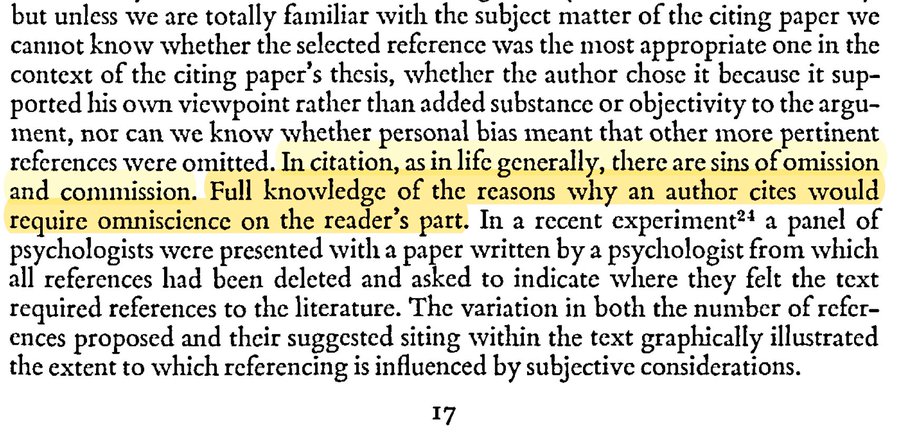 but unless we are totally familiar with the subject matter of the citing paper we
cannot know whether the selected reference was the most appropriate one in the
context of the citing paper's thesis, whether the author chose it because it sup-
ported his own viewpoint rather than added substance or objectivity to the argu-
ment, nor can we know whether personal bias meant that other more pertinent
references were omitted. In citation, as in life generally, there are sins of omission
and commission. Full knowledge of the reasons why an author cites would
require omniscience on the reader's part. In a recent experiment²⁴ a panel of
psychologists were presented with a paper written by a psychologist from which
all references had been deleted and asked to indicate where they felt the text
required references to the literature. The variation in both the number of refer-
ences proposed and their suggested siting within the text graphically illustrated
the extent to which referencing is influenced by subjective considerations.
17